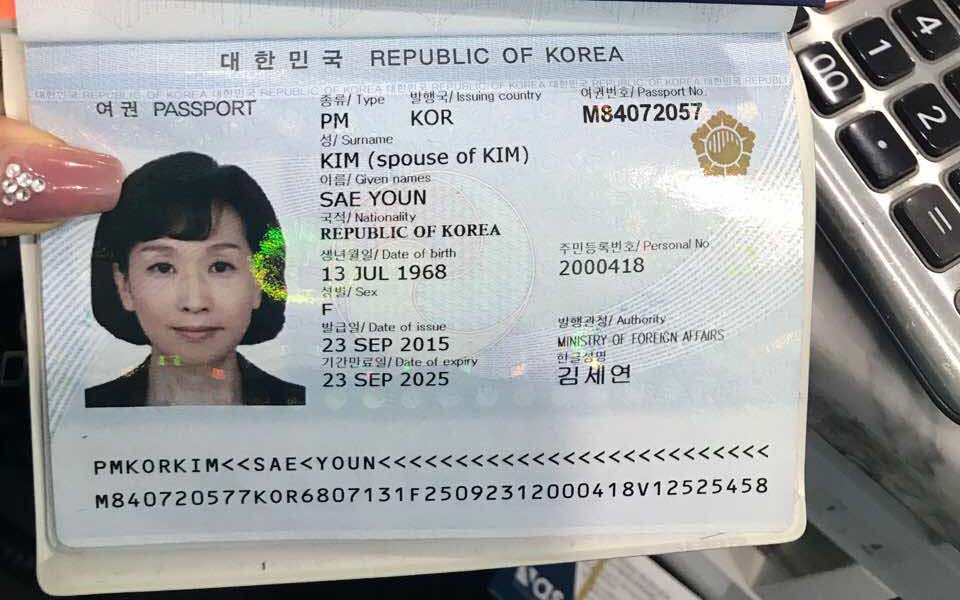 대한민국 REPUBLIC OF KOREA
여권 PASSPORT
종류/ Type 발행국/ Issuing country 여권번호/ Passport No.
PM KOR M84072057
성/ Surname
KIM (spouse of KIM)
이름/ Given names
SAE YOUN
국적/ Nationality
REPUBLIC OF KOREA
생년월일/ Date of birth 주민등록번호/ Personal No.
13 JUL 1968 2000418
성별/ Sex
F
발급일/ Date of issue 발행관청/ Authority
23 SEP 2015 MINISTRY OF FOREIGN AFFAIRS
기간만료일/ Date of expiry 한글성명
23 SEP 2025 김세연
PMKORKIM<<SAE<YOUN<<<<<<<<<<<<<<<<<<<<<<<<<<
M840720577KOR6807131F25092312000418V12525458
1
4
00
2
.
=